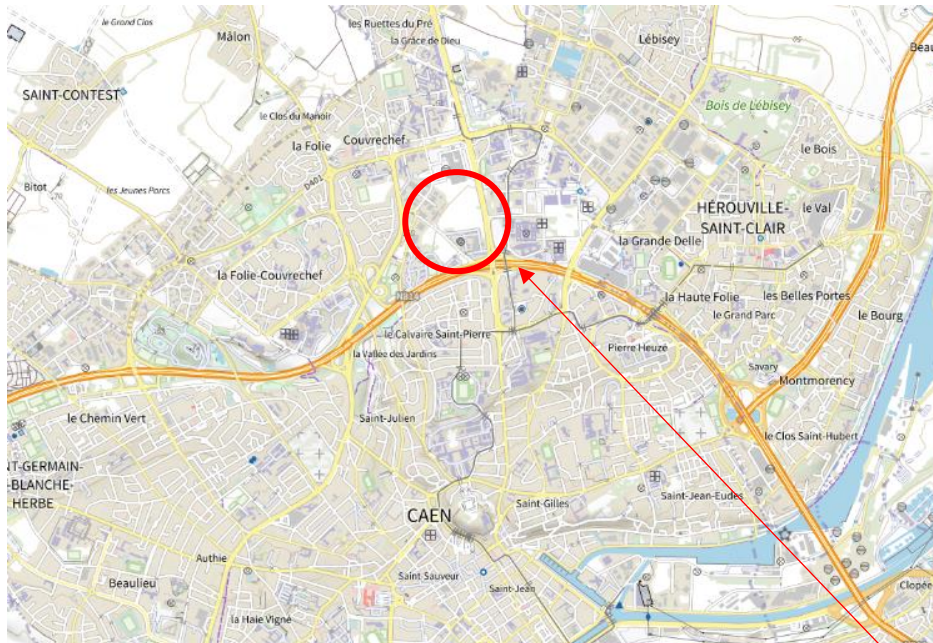 le Grand Clos
les Ruettes du Pré
la Grâce de Dieu
Mâlon
Lébisey
SAINT-CONTEST
Bois de Lébisey
le Clos du Manoir
Couvrechef
la Folie
le Bois
D401
Bitot
70
les Jeunes Parcs
HÉROUVILLE-
SAINT-CLAIR
le Val
la Grande Delle
la Folie-Couvrechef
N814
la Haute Folie
les Belles Portes
le Grand Parc
le Bourg
le Calvaire Saint-Pierre
la Vallée des Jardins
Pierre Heuzé
Savary
Montmorency
le Chemin Vert
Saint-Julien
le Clos Saint-Hubert
NT-GERMAIN-
-BLANCHE-
HERBE
Saint-Gilles
Saint-Jean-Eudes
CAEN
Authie
Beaulieu
Saint Sauveur
Saint-Jean
Clopée
la Haie Vigne